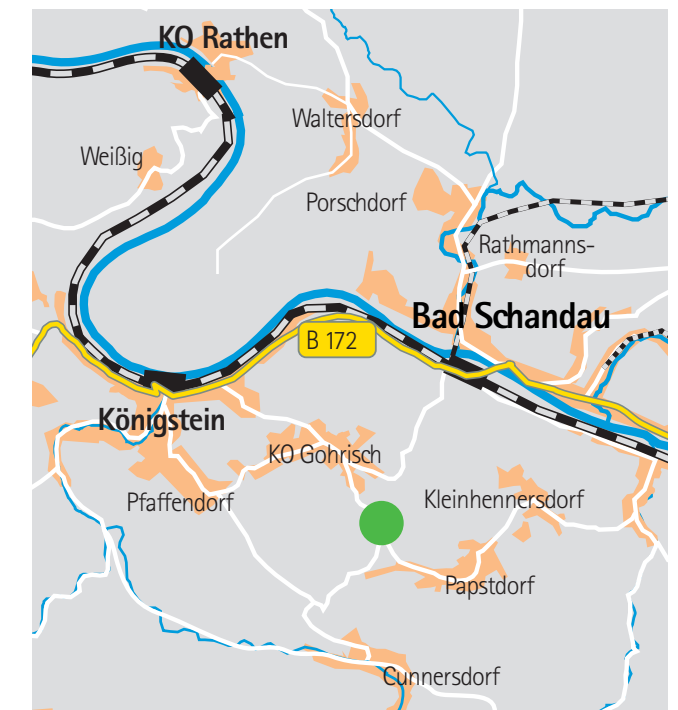 KO Rathen
Waltersdorf
Weißig
Porschdorf
Rathmanns-
dorf
Bad Schandau
B 172
Königstein
KO Gohrisch
Pfaffendorf
Kleinhennersdorf
Papstdorf
Cunnersdorf